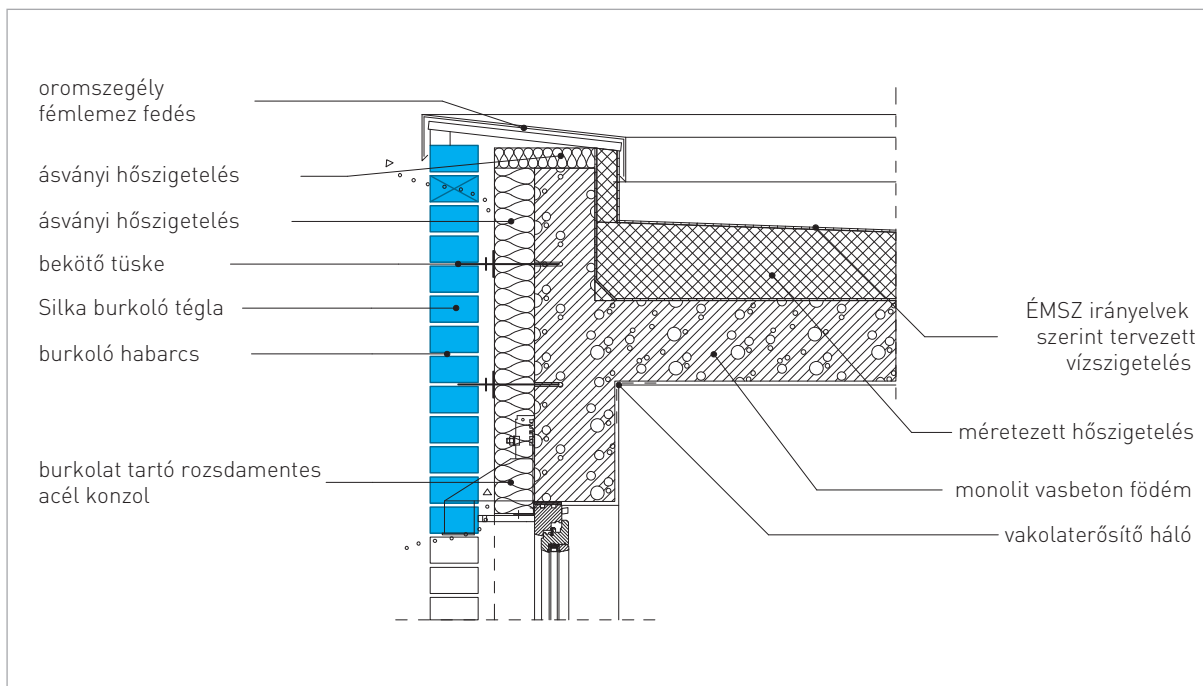 oromszegély
fémlemez fedés
ásványi hőszigetelés
ásványi hőszigetelés
bekötő tüske
Silka burkoló tégla
burkoló habarcs
burkolat tartó rozsdamentes
acél konzol
ÉMSZ irányelvek
szerint tervezett
vízszigetelés
méretezett hőszigetelés
monolit vasbeton födém
vakolaterősítő háló